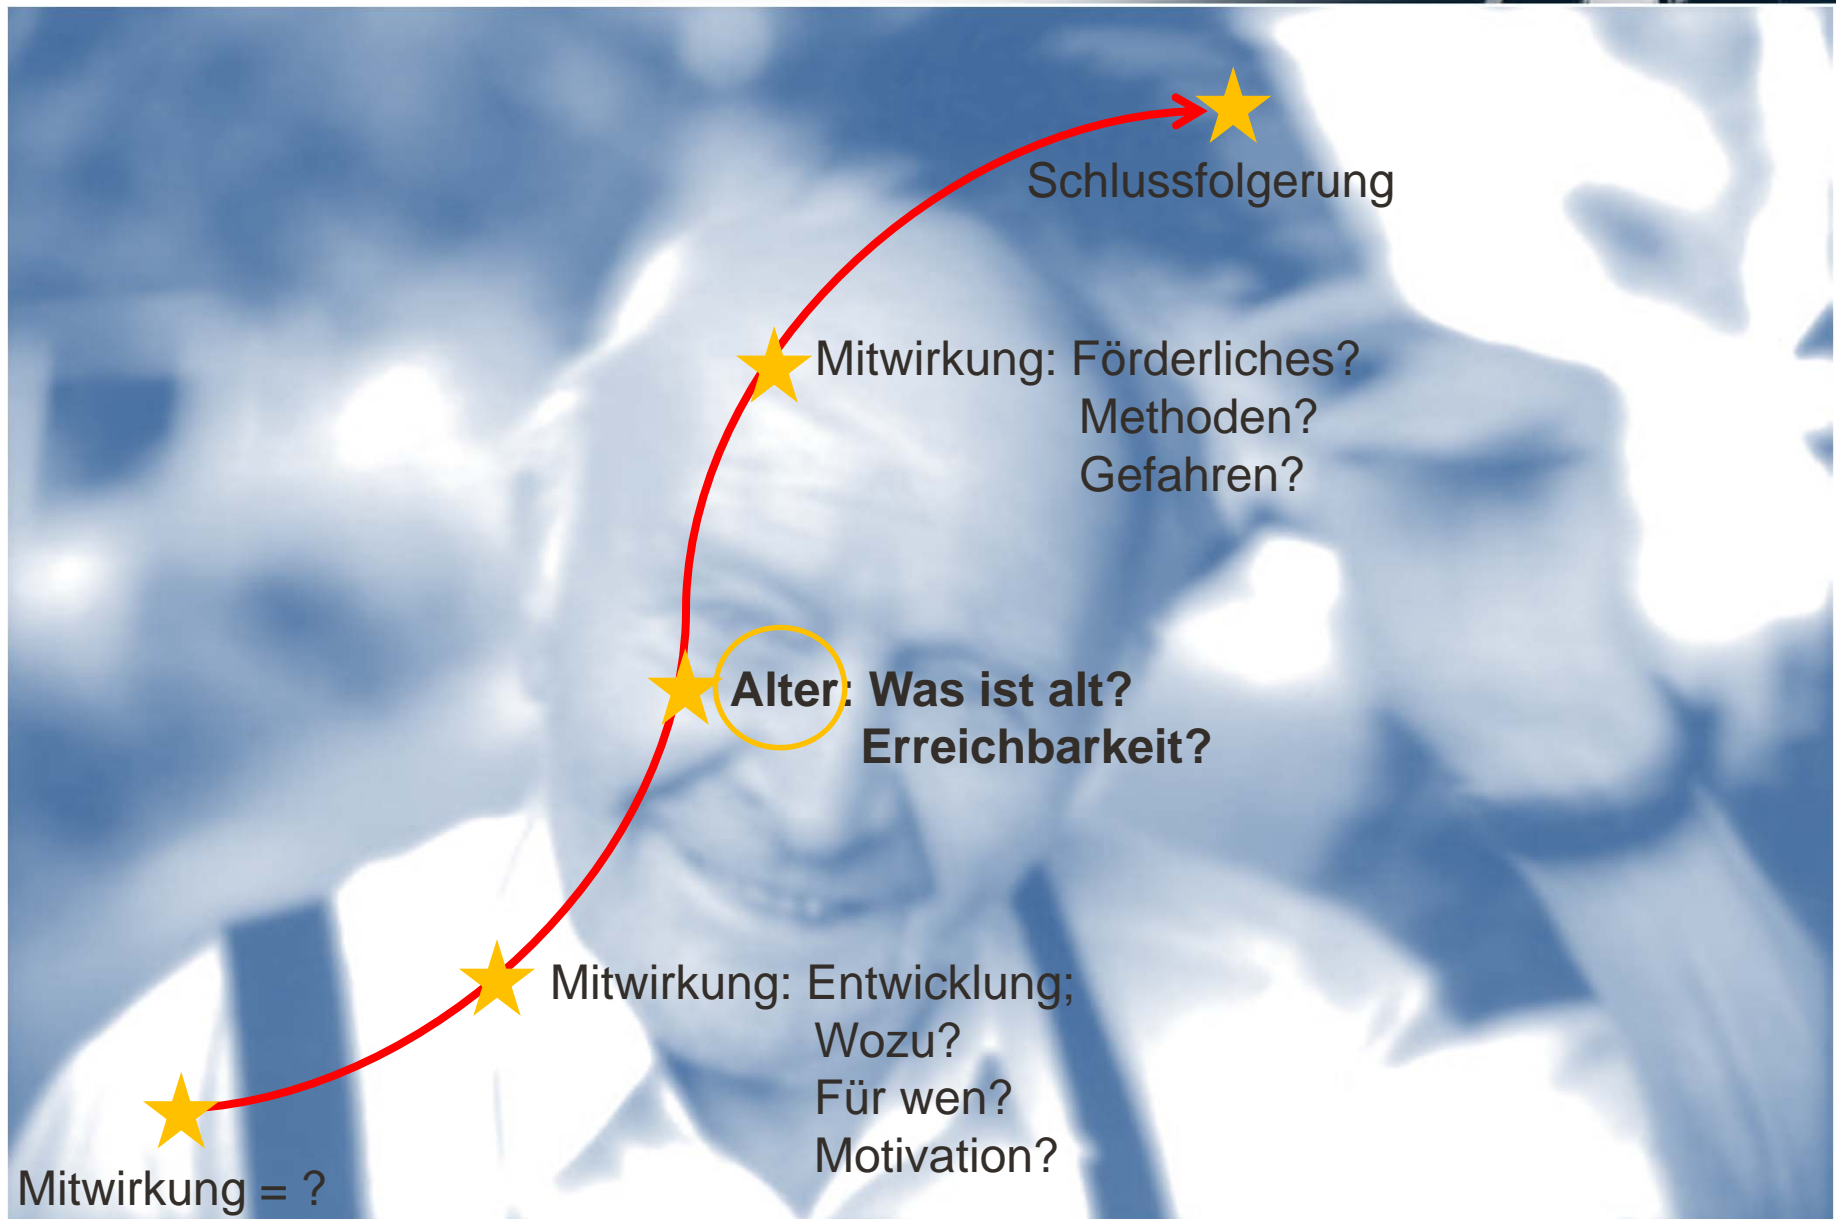 Schlussfolgerung
Mitwirkung: Förderliches?
Methoden?
Gefahren?
Alter: Was ist alt?
Erreichbarkeit?
Mitwirkung: Entwicklung;
Wozu?
Für wen?
Motivation?
Mitwirkung = ?